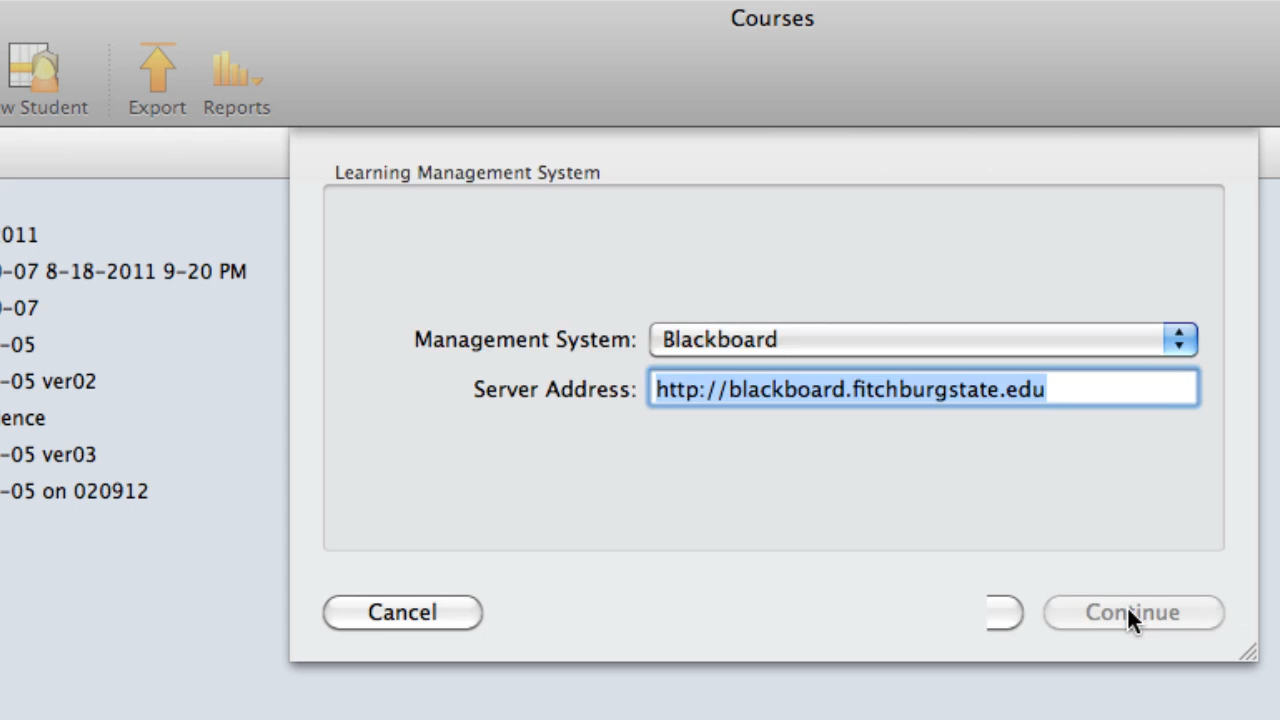 Courses
w Student
Export
Reports
Learning Management System
011
-07 8-18-2011 9-20 PM
-07
Management System: Blackboard
-05
-05 ver02
Server Address: http://blackboard.fitchburgstate.edu
ence
-05 ver03
-05 on 020912
Cancel
Continue